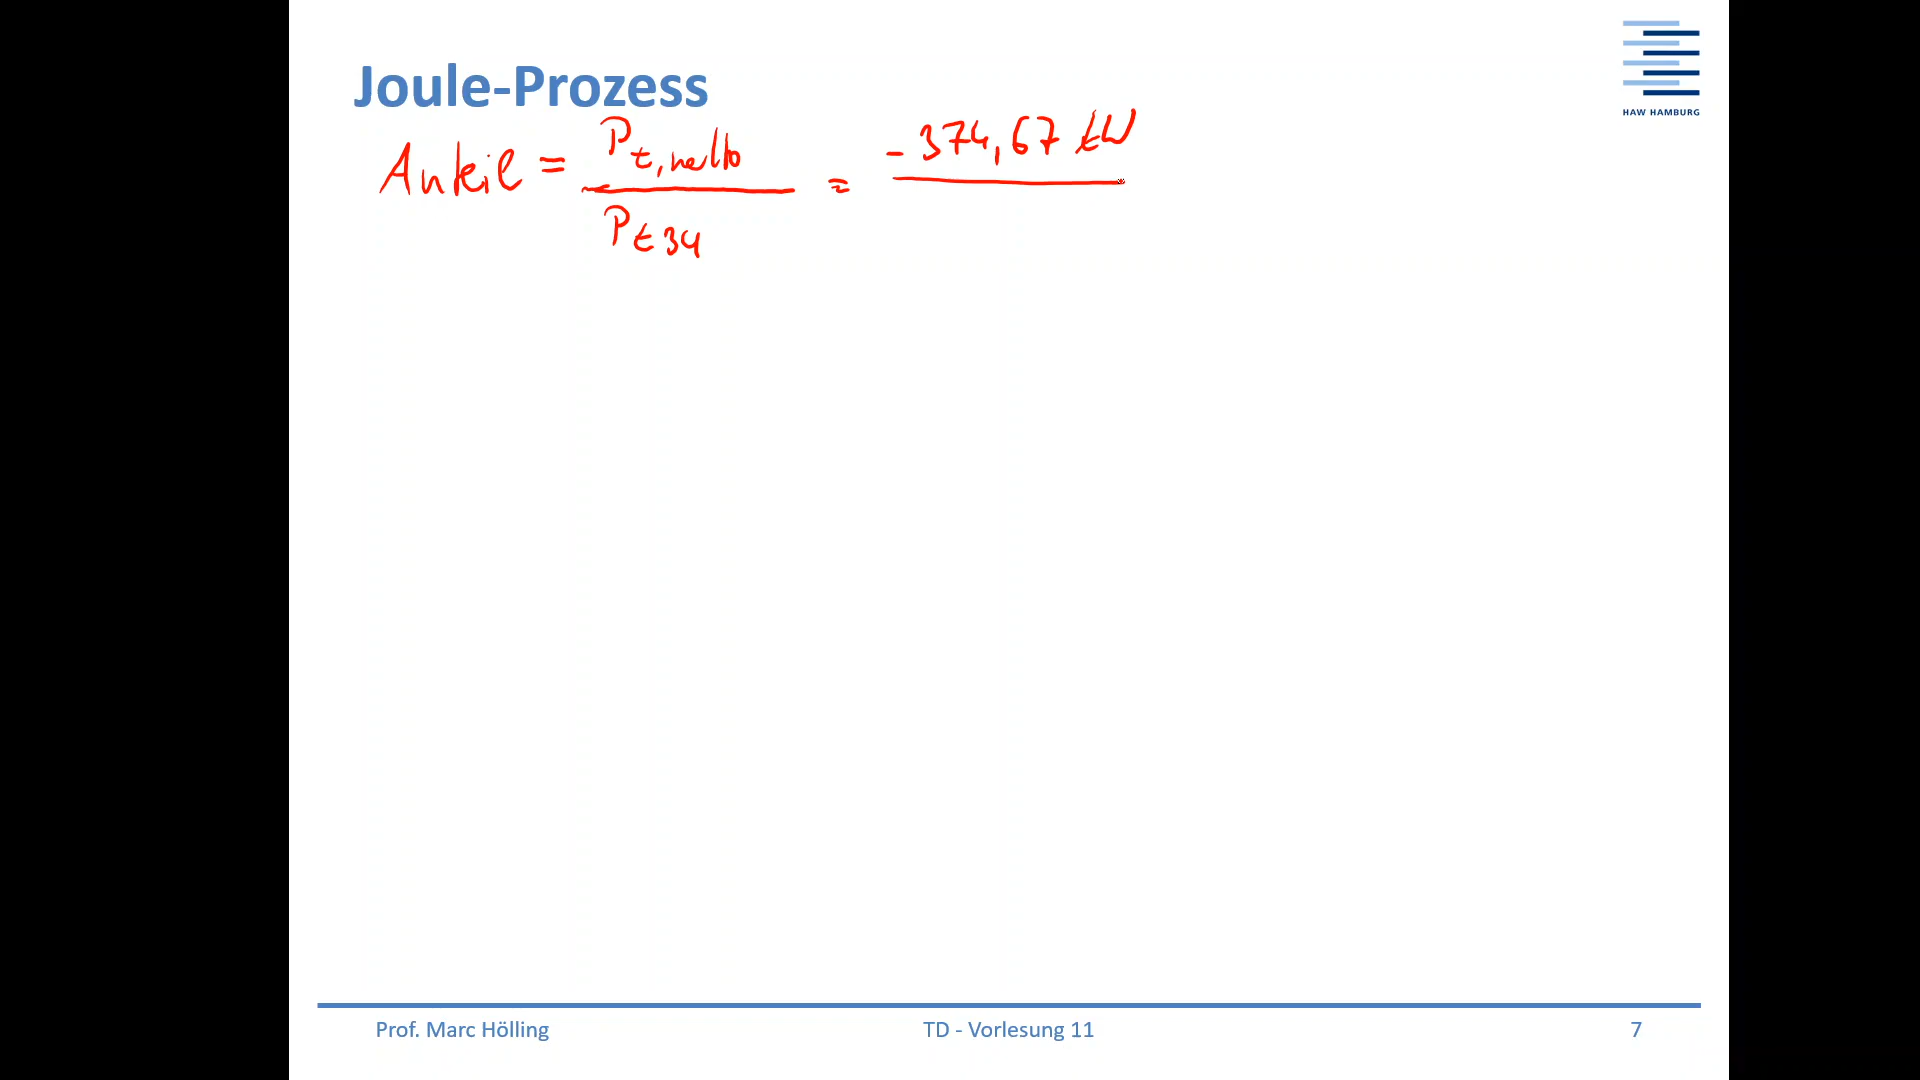 Joule-Prozess
HAW HAMBURG
Anteil = P_t,netto / P_t34 = -374,67 kW
Prof. Marc Hölling
TD - Vorlesung 11
7